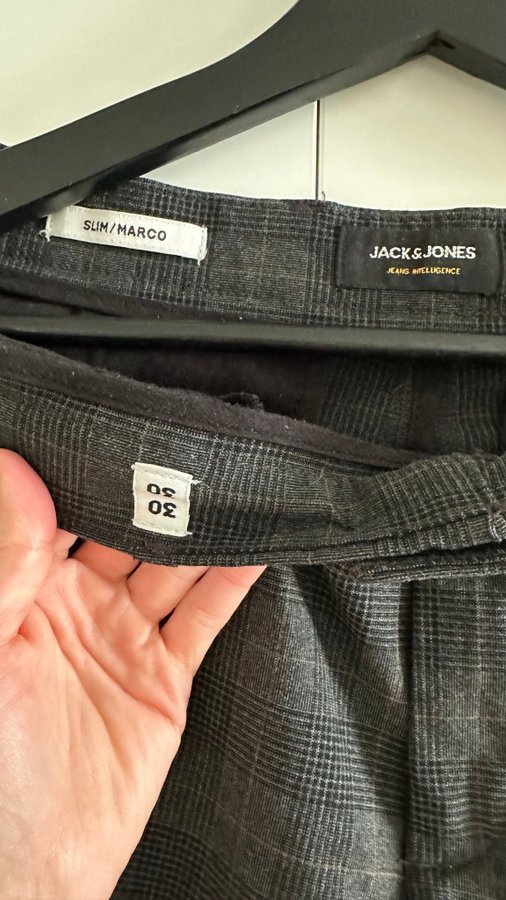 SLIM/MARCO
JACK & JONES
JEANS INTELLIGENCE
30
30